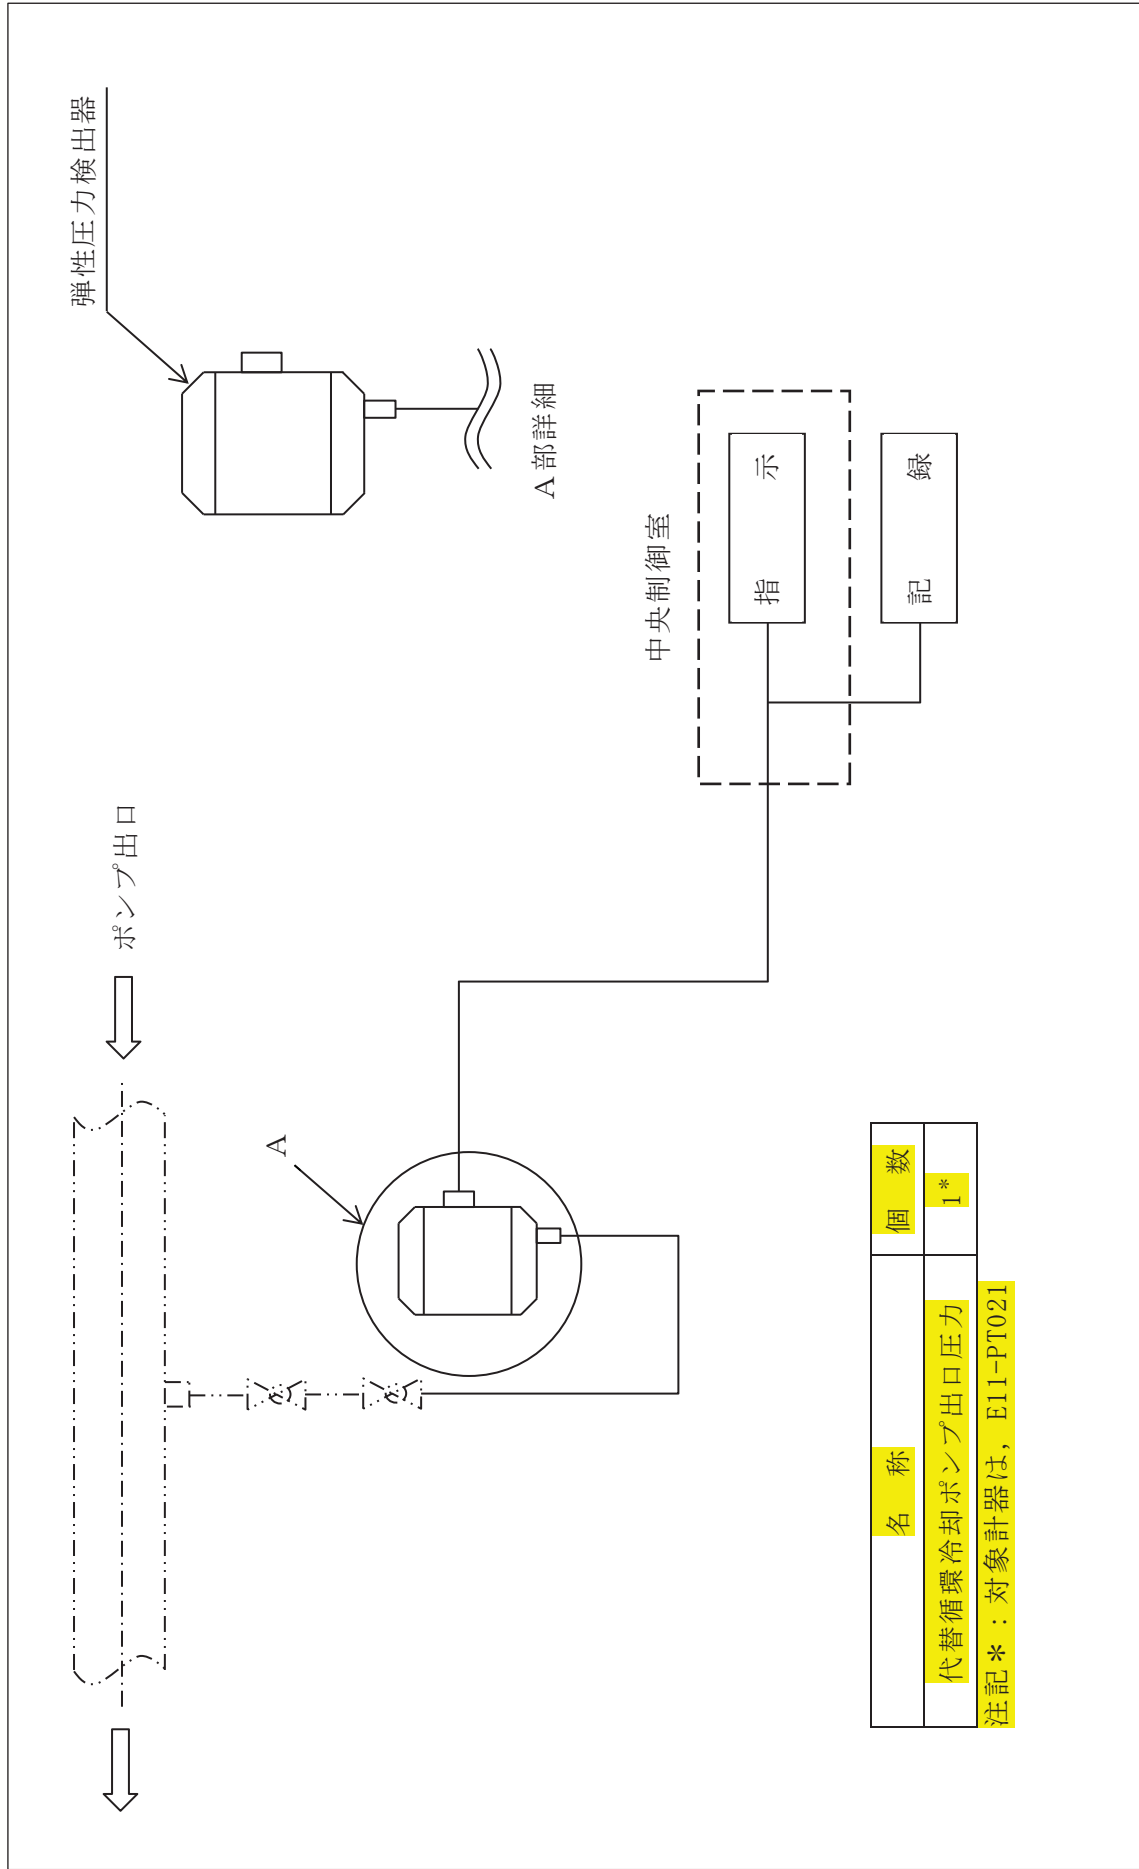 ポンプ出口
弾性圧力検出器
A
A部詳細
中央制御室
指 示
記 録
名 称 個 数
代替循環冷却ポンプ出口圧力 1*
注記*:対象計器は,E11-PT021